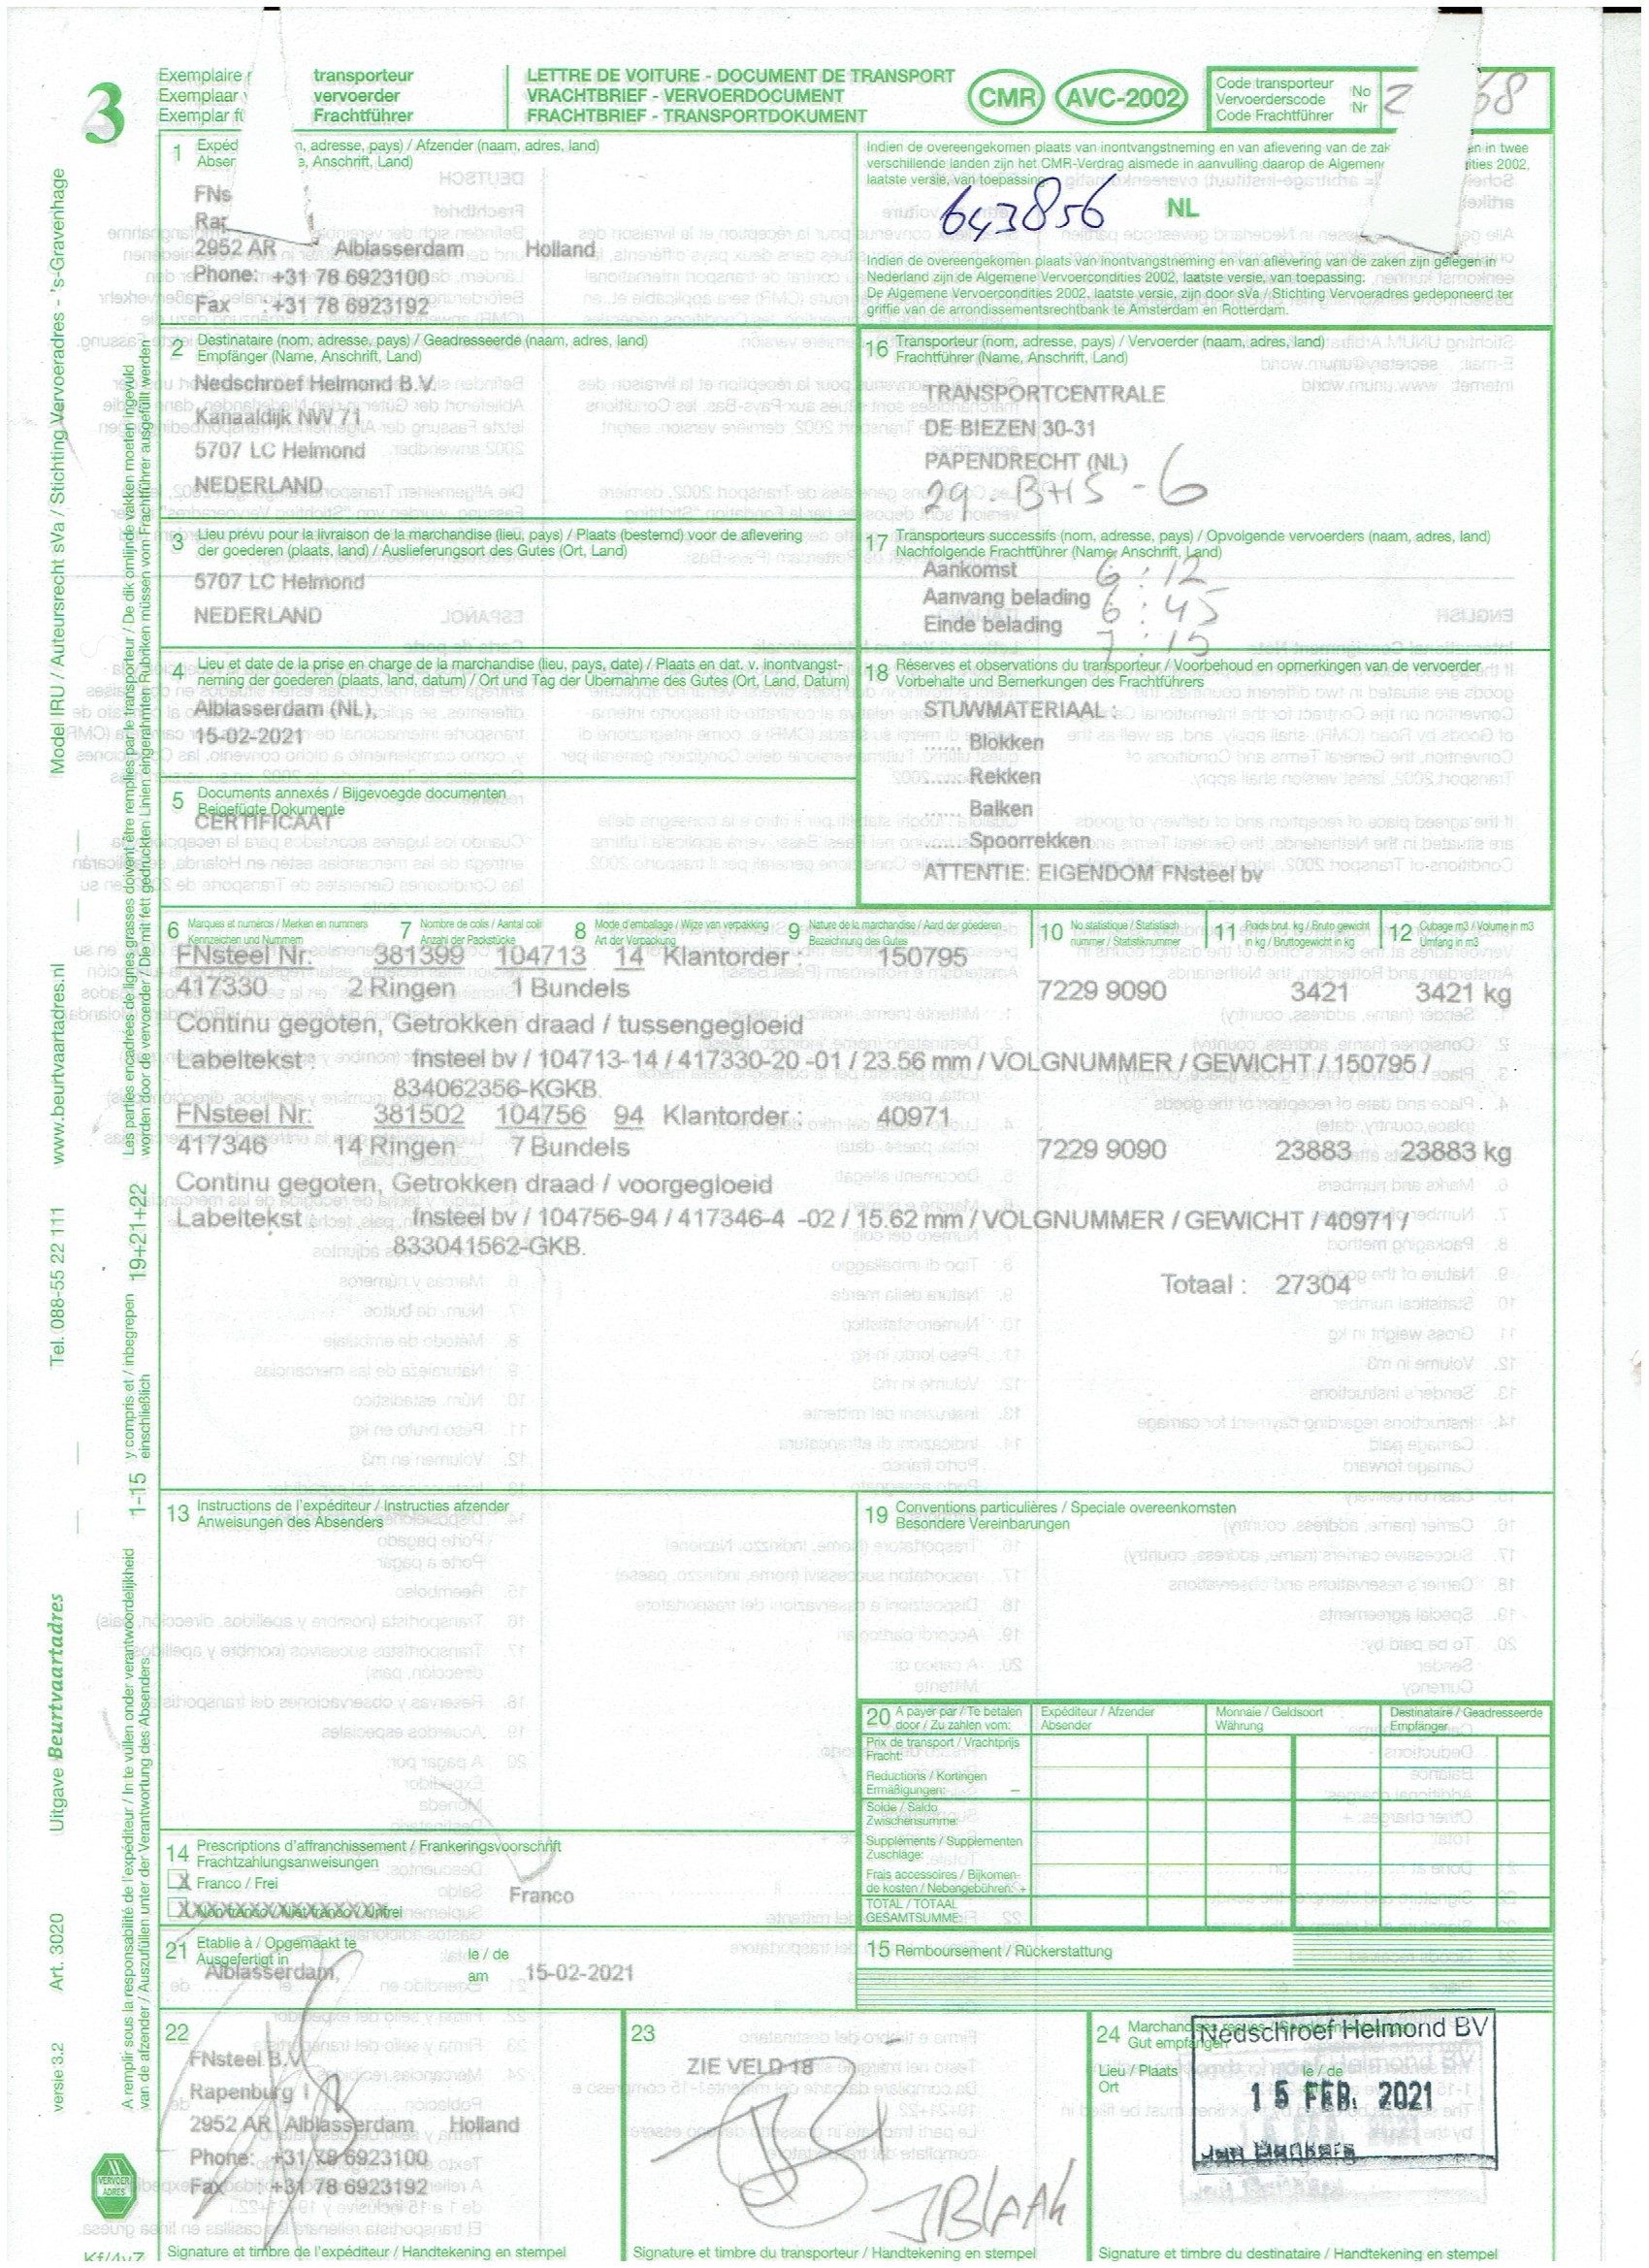 3
Exemplaire transporteur
Exemplaar vervoerder
Exemplar Frachtführer
LETTRE DE VOITURE - DOCUMENT DE TRANSPORT
VRACHTBRIEF - VERVOERDOCUMENT
FRACHTBRIEF - TRANSPORTDOKUMENT
CMR AVC-2002
Code transporteur
Vervoerderscode
Code Frachtführer
No
Nr
1 adresse, pays) / Afzender (naam, adres, land)
Anschrift, Land)
2952 AR Alblasserdam Holland
Phone: +31 78 6923100
Fax : +31 78 6923192
Indien de overeengekomen plaats van inontvangstneming en van aflevering van de in twee
verschillende landen zijn het CMR-Verdrag alsmede in aanvulling daarop de 2002,
laatste versie, van toepassing.
643856 NL
Indien de overeengekomen plaats van inontvangstneming en van aflevering van de zaken zijn gelegen in
Nederland zijn de Algemene Vervoercondities 2002, laatste versie, van toepassing.
De Algemene Vervoercondities 2002, laatste versie, zijn door sVa / Stichting Vervoeradres gedeponeerd ter
griffie van de arrondissementsrechtbank te Amsterdam en Rotterdam.
2 Destinataire (nom, adresse, pays) / Geadresseerde (naam, adres, land)
Empfänger (Name, Anschrift, Land)
Nedschroef Helmond B.V.
Kanaaldijk NW 71
5707 LC Helmond
NEDERLAND
16 Transporteur (nom, adresse, pays) / Vervoerder (naam, adres, land)
Frachtführer (Name, Anschrift, Land)
TRANSPORTCENTRALE
DE BIEZEN 30-31
PAPENDRECHT (NL)
29-BHS-6
3 Lieu prévu pour la livraison de la marchandise (lieu, pays) / Plaats (bestemd) voor de aflevering
der goederen (plaats, land) / Auslieferungsort des Gutes (Ort, Land)
5707 LC Helmond
NEDERLAND
17 Transporteurs successifs (nom, adresse, pays) / Opvolgende vervoerders (naam, adres, land)
Nachfolgende Frachtführer (Name, Anschrift, Land)
Aankomst 6:12
Aanvang belading 6:45
Einde belading 7:15
4 Lieu et date de la prise en charge de la marchandise (lieu, pays, date) / Plaats en dat. v. inontvangst-
neming der goederen (plaats, land, datum) / Ort und Tag der Übernahme des Gutes (Ort, Land, Datum)
Alblasserdam (NL),
15-02-2021
18 Réserves et observations du transporteur / Voorbehoud en opmerkingen van de vervoerder
Vorbehalte und Bemerkungen des Frachtführers
STUWMATERIAAL :
...... Blokken
...... Rekken
...... Balken
...... Spoorrekken
ATTENTIE: EIGENDOM FNsteel bv
5 Documents annexés / Bijgevoegde documenten
Beigefügte Dokumente
CERTIFICAAT
6 Marques et numéros / Merken en nummers
Kennzeichen und Nummern
7 Nombre de colis / Aantal colli
Anzahl der Packstücke
8 Mode d'emballage / Wijze van verpakking
Art der Verpackung
9 Nature de la marchandise / Aard der goederen
Bezeichnung des Gutes
10 No statistique / Statistisch
nummer / Statistiknummer
11 Poids brut, kg / Bruto gewicht
in kg / Bruttogewicht in kg
12 Cubage m3 / Volume in m3
Umfang in m3
FNsteel Nr: 381399 104713 14 Klantorder : 150795
417330 2 Ringen 1 Bundels 7229 9090 3421 3421 kg
Continu gegoten, Getrokken draad / tussengegloeid
Labeltekst : fnsteel bv / 104713-14 / 417330-20 -01 / 23.56 mm / VOLGNUMMER / GEWICHT / 150795 /
834062356-KGKB.
FNsteel Nr: 381502 104756 94 Klantorder : 40971
417346 14 Ringen 7 Bundels 7229 9090 23883 23883 kg
Continu gegoten, Getrokken draad / voorgegloeid
Labeltekst : fnsteel bv / 104756-94 / 417346-4 -02 / 15.62 mm / VOLGNUMMER / GEWICHT / 40971 /
833041562-GKB.
Totaal : 27304
13 Instructions de l'expéditeur / Instructies afzender
Anweisungen des Absenders
19 Conventions particulières / Speciale overeenkomsten
Besondere Vereinbarungen
20 A payer par / Te betalen
door / Zu zahlen vom:
Expéditeur / Afzender
Absender
Monnaie / Geldsoort
Währung
Destinataire / Geadresseerde
Empfänger
Prix de transport / Vrachtprijs
Fracht:
Reductions / Kortingen
Ermäßigungen: –
Solde / Saldo
Zwischensumme:
Suppléments / Supplementen
Zuschläge:
Frais accessoires / Bijkomen-
de kosten / Nebengebühren: +
TOTAL / TOTAAL
GESAMTSUMME:
14 Prescriptions d'affranchissement / Frankeringsvoorschrift
Frachtzahlungsanweisungen
X Franco / Frei
Franco
Non franco / Niet franco / Unfrei
21 Etablie à / Opgemaakt te
Ausgefertigt in
Alblasserdam,
le / de
am
15-02-2021
15 Remboursement / Rückerstattung
22
FNsteel B.V.
Rapenburg 1
2952 AR Alblasserdam Holland
Phone: +31 78 6923100
Fax : +31 78 6923192
Signature et timbre de l'expéditeur / Handtekening en stempel
23
ZIE VELD 18
JBLAAK
Signature et timbre du transporteur / Handtekening en stempel
24 Marchandises
Gut empfangen
Lieu / Plaats
Ort
le / de
Nedschroef Helmond BV
15 FEB. 2021
Signature et timbre du destinataire / Handtekening en stempel
Model IRU / Auteursrecht sVa / Stichting Vervoeradres - 's-Gravenhage
www.beurtvaartadres.nl
Tel. 088-55 22 1111
Uitgave Beurtvaartadres
Art. 3020
versie 3.2
Les parties encadrées de lignes grasses doivent être remplies par le transporteur / De dik omlijnde vakken moeten ingevuld
worden door de vervoerder / Die mit fett gedruckten Linien eingerahmten Rubriken müssen vom Frachtführer ausgefüllt werden
1-15 y compris et / inbegrepen 19+21+22
einschließlich
A remplir sous la responsabilité de l'expéditeur / In te vullen onder verantwoordelijkheid
van de afzender / Auszufüllen unter der Verantwortung des Absenders
VERVOER
ADRES